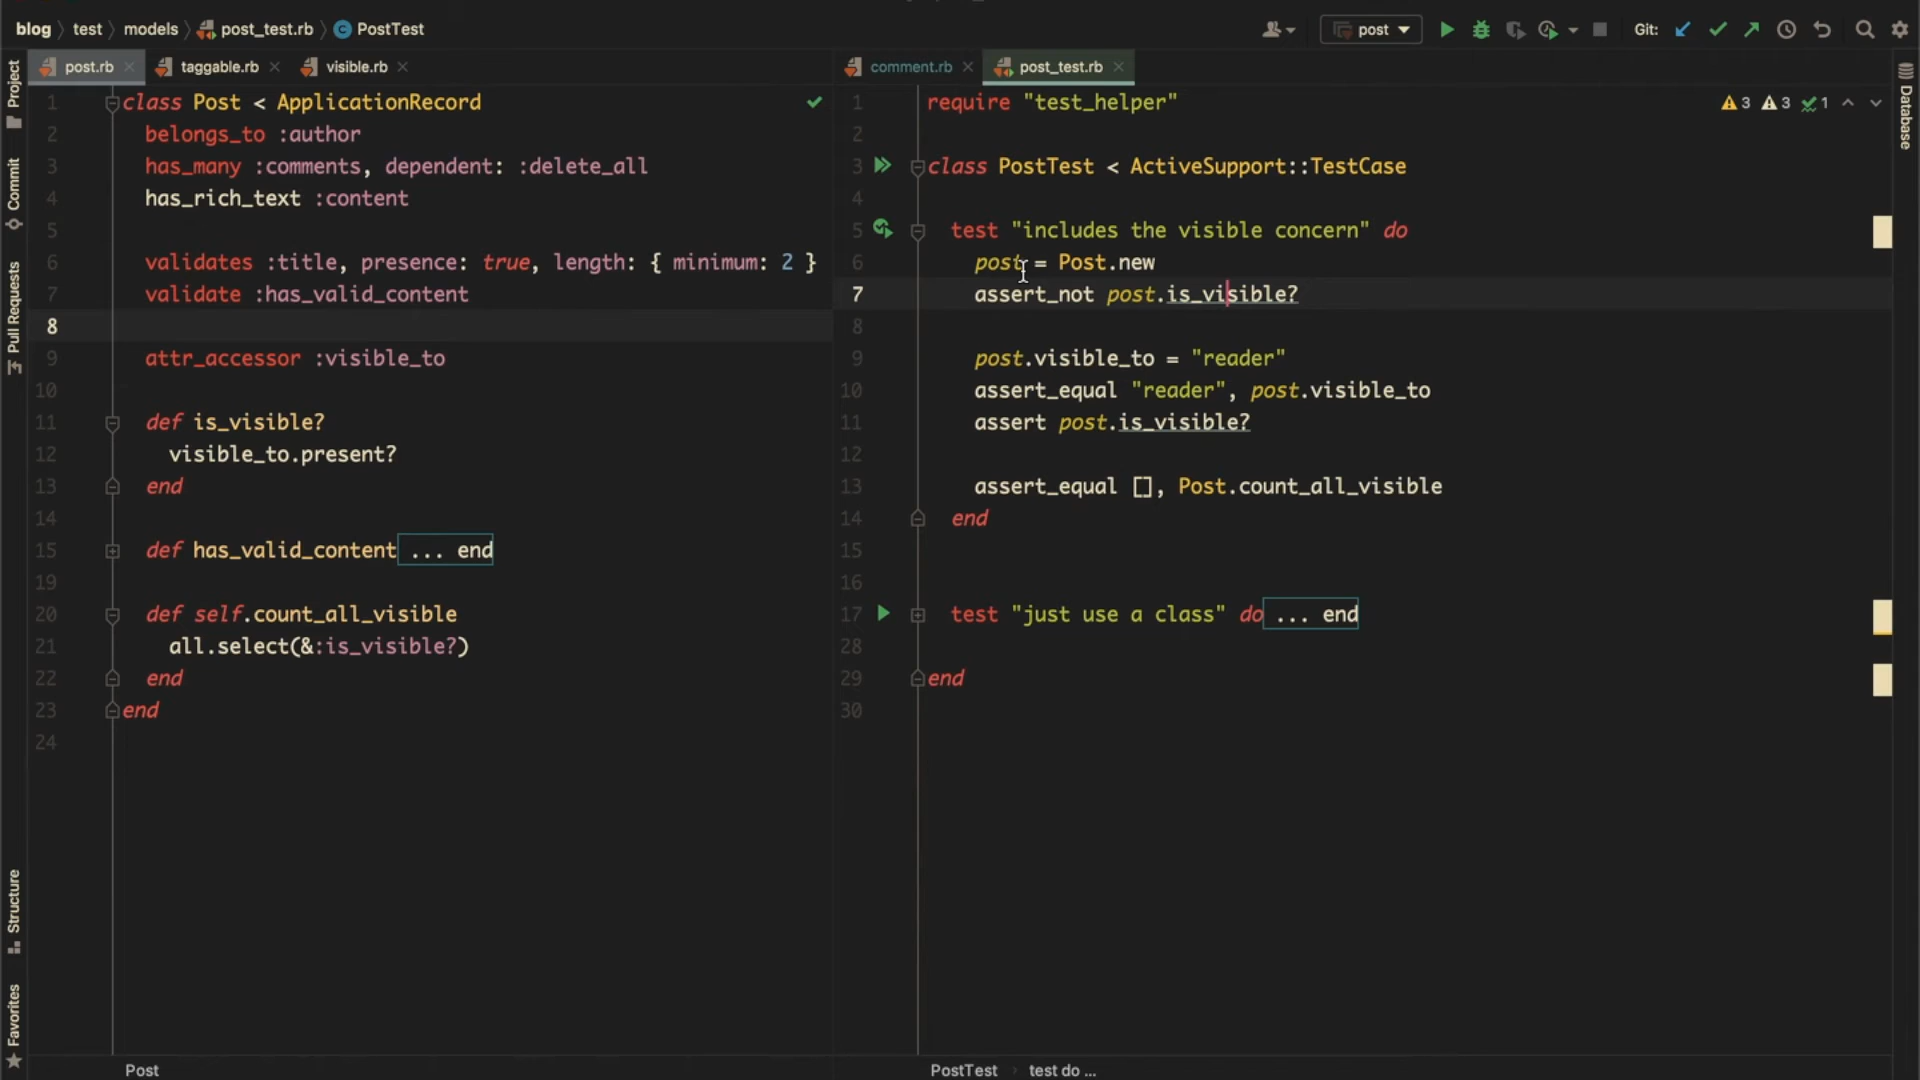 blog test models post_test.rb PostTest
post Git:
post.rb taggable.rb visible.rb
comment.rb post_test.rb
Project
Commit
Pull Requests
Structure
Favorites
1 class Post < ApplicationRecord
2 belongs_to :author
3 has_many :comments, dependent: :delete_all
4 has_rich_text :content
5
6 validates :title, presence: true, length: { minimum: 2 }
7 validate :has_valid_content
8
9 attr_accessor :visible_to
10
11 def is_visible?
12 visible_to.present?
13 end
14
15 def has_valid_content ... end
19
20 def self.count_all_visible
21 all.select(&:is_visible?)
22 end
23 end
24
Post
1 require "test_helper"
2
3 class PostTest < ActiveSupport::TestCase
4
5 test "includes the visible concern" do
6 post = Post.new
7 assert_not post.is_visible?
8
9 post.visible_to = "reader"
10 assert_equal "reader", post.visible_to
11 assert post.is_visible?
12
13 assert_equal [], Post.count_all_visible
14 end
15
16
17 test "just use a class" do ... end
28
29 end
30
3 3 1
PostTest test do ...
Database